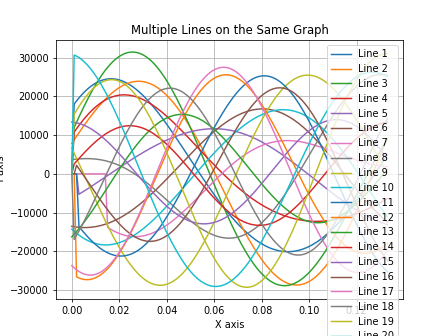 Multiple Lines on the Same Graph
30000
20000
10000
0
−10000
−20000
−30000
0.00
0.02
0.04
0.06
0.08
0.10
X axis
Line 1
Line 2
Line 3
Line 4
Line 5
Line 6
Line 7
Line 8
Line 9
Line 10
Line 11
Line 12
Line 13
Line 14
Line 15
Line 16
Line 17
Line 18
Line 19